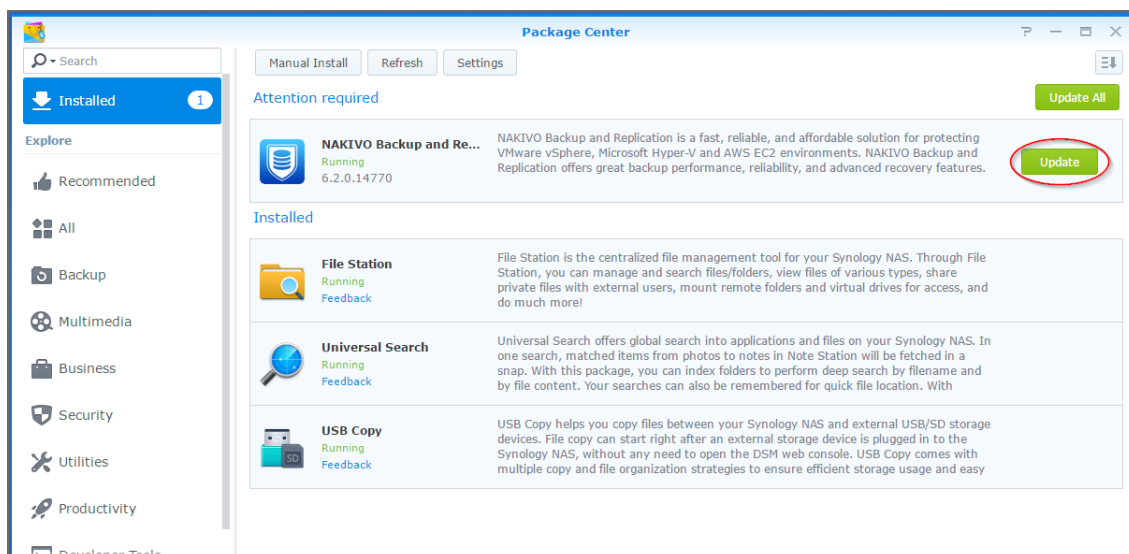 Package Center
Search
Manual Install
Refresh
Settings
Installed
1
Attention required
Update All
Explore
NAKIVO Backup and Re...
Running
6.2.0.14770
NAKIVO Backup and Replication is a fast, reliable, and affordable solution for protecting
VMware vSphere, Microsoft Hyper-V and AWS EC2 environments. NAKIVO Backup and
Replication offers great backup performance, reliability, and advanced recovery features.
Update
Recommended
All
Backup
Multimedia
Business
Security
Utilities
Productivity
Developer Tools
Installed
File Station
Running
Feedback
File Station is the centralized file management tool for your Synology NAS. Through File
Station, you can manage and search files/folders, view files of various types, share
private files with external users, mount remote folders and virtual drives for access, and
do much more!
Universal Search
Running
Feedback
Universal Search offers global search into applications and files on your Synology NAS. In
one search, matched items from photos to notes in Note Station will be fetched in a
snap. With this package, you can index folders to perform deep search by filename and
by file content. Your searches can also be remembered for quick file location. With
USB Copy
Running
Feedback
SD
USB Copy helps you copy files between your Synology NAS and external USB/SD storage
devices. File copy can start right after an external storage device is plugged in to the
Synology NAS, without any need to open the DSM web console. USB Copy comes with
multiple copy and file organization strategies to ensure efficient storage usage and easy